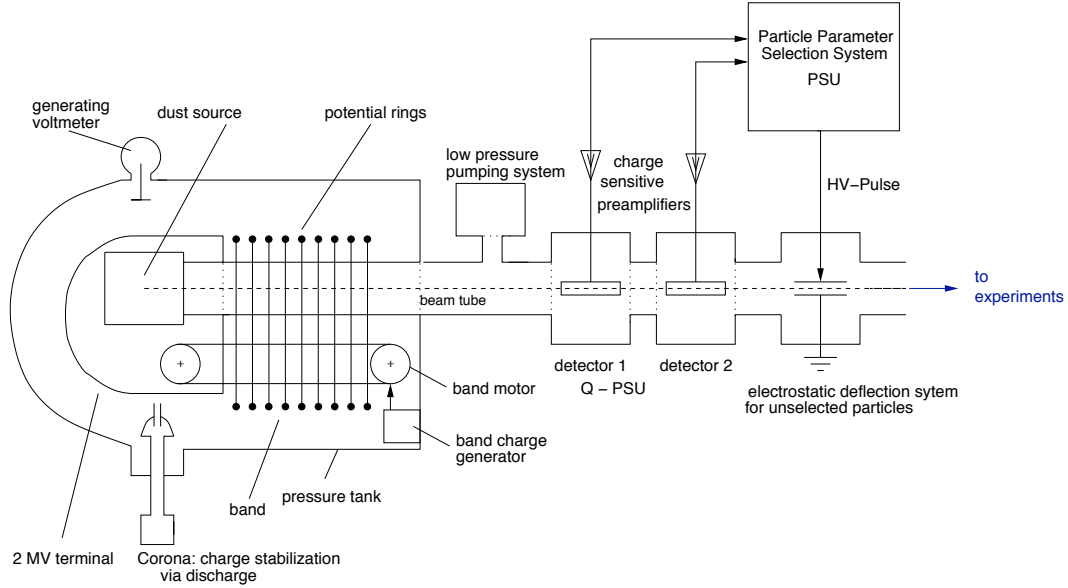 Particle Parameter
Selection System
PSU
generating
voltmeter
dust source
potential rings
low pressure
pumping system
charge
sensitive
preamplifiers
HV−Pulse
beam tube
to
experiments
+
+
detector 1
detector 2
Q − PSU
band motor
electrostatic deflection sytem
for unselected particles
band charge
generator
pressure tank
band
2 MV terminal
Corona: charge stabilization
via discharge